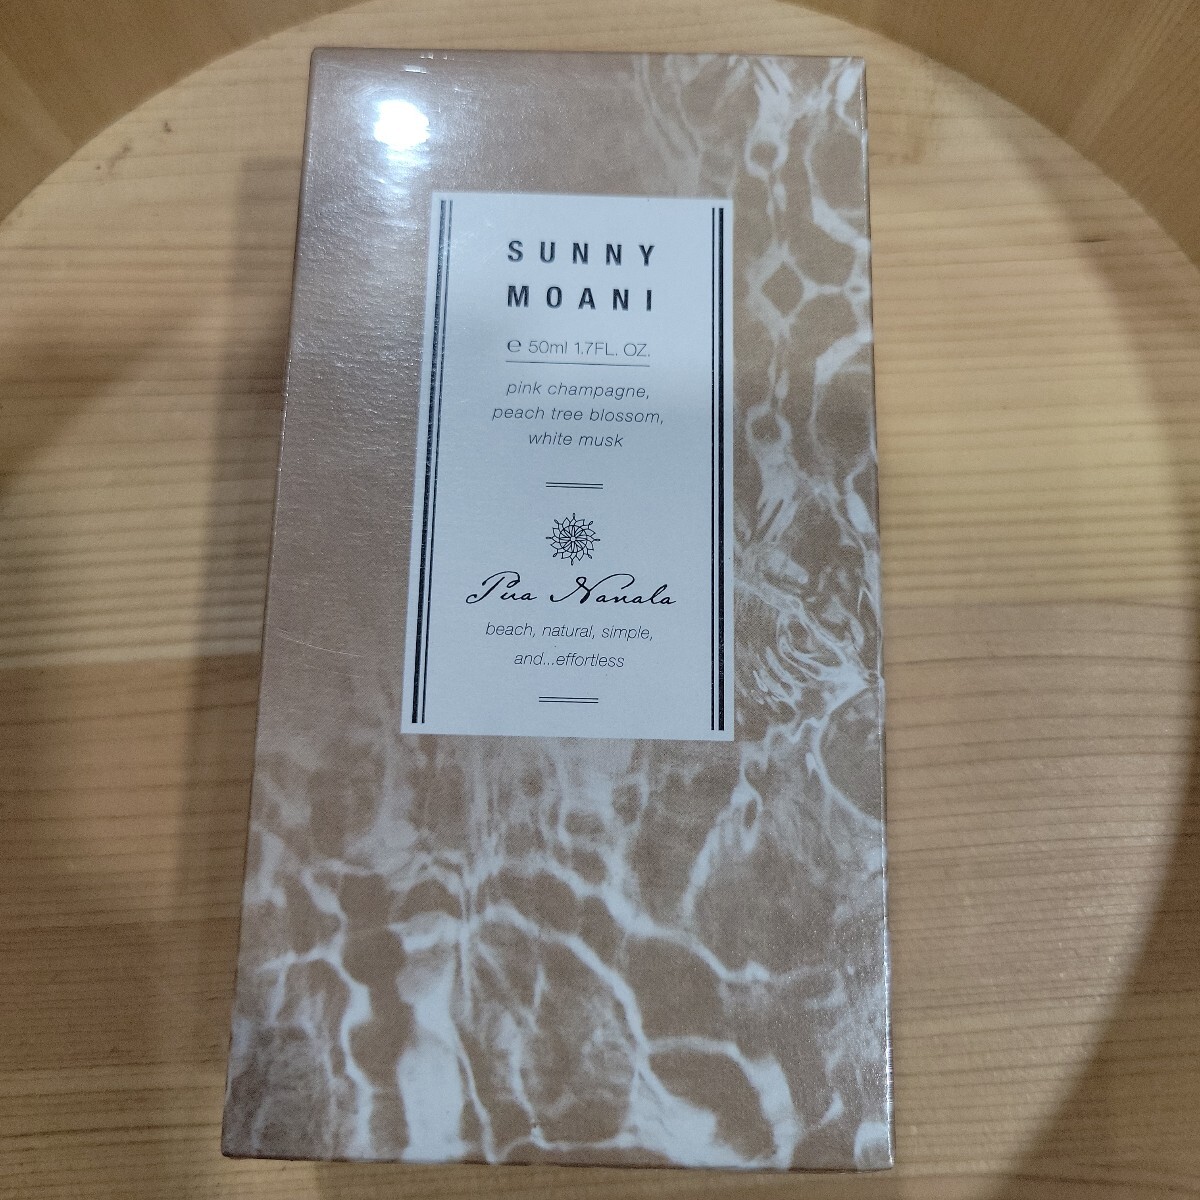 SUNNY
MOANI
℮ 50ml 1.7FL. OZ.
pink champagne,
peach tree blossom,
white musk
Pua Nanala
beach, natural, simple,
and...effortless